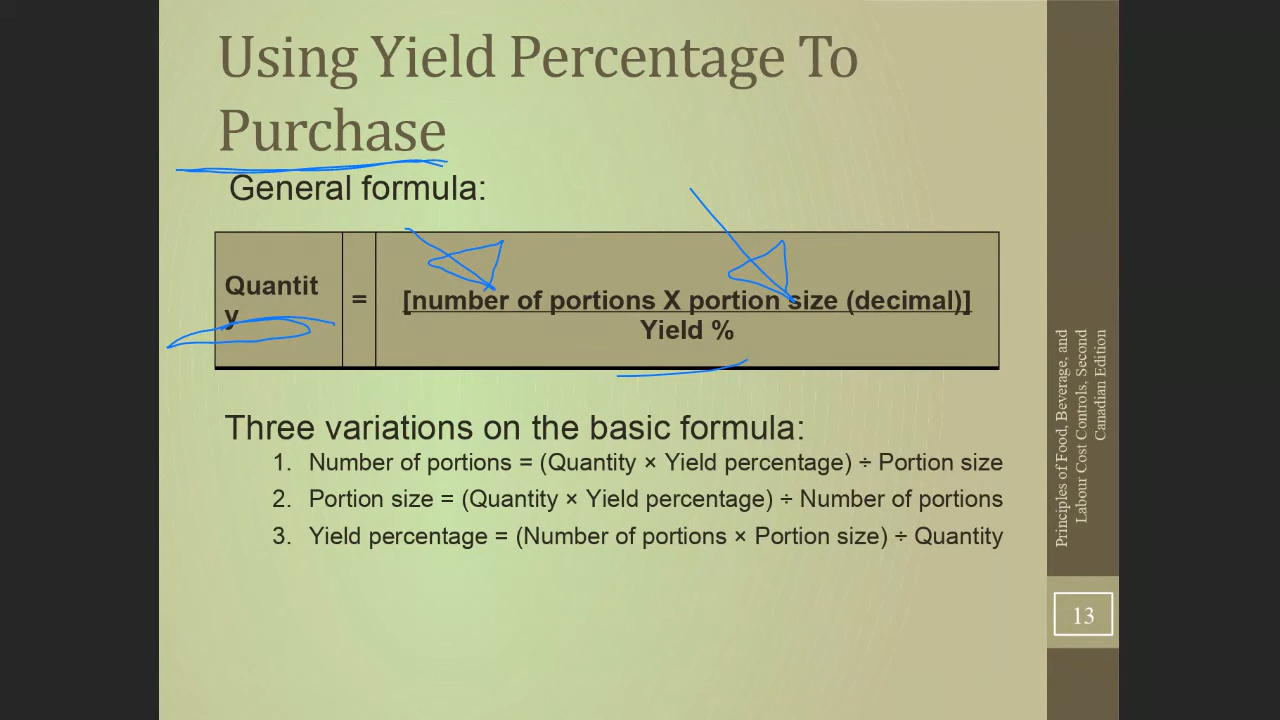 Using Yield Percentage To
Purchase
General formula:
Quantit
y
=
[number of portions X portion size (decimal)]
Yield %
Three variations on the basic formula:
1. Number of portions = (Quantity × Yield percentage) ÷ Portion size
2. Portion size = (Quantity × Yield percentage) ÷ Number of portions
3. Yield percentage = (Number of portions × Portion size) ÷ Quantity
Principles of Food, Beverage, and
Labour Cost Controls, Second
Canadian Edition
13